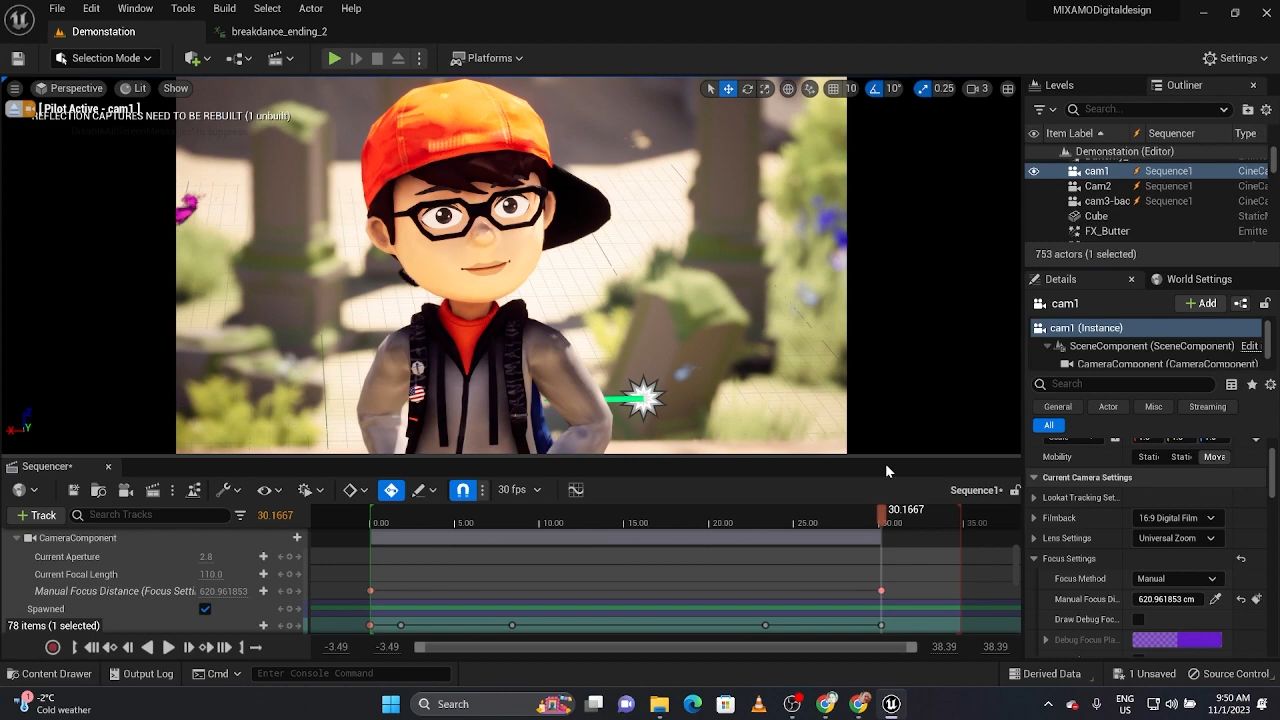 File Edit Window Tools Build Select Actor Help
MIXAMODigitaldesign
Demonstation
breakdance_ending_2
Selection Mode
Platforms
Settings
Perspective
Lit
Show
10
10°
0.25
3
[ Pilot Active - cam1 ]
REFLECTION CAPTURES NEED TO BE REBUILT (1 unbuilt)
Levels
Outliner
Search...
Item Label
Sequencer
Type
Demonstation (Editor)
cam1 Sequence1 CineCa
Cam2 Sequence1 CineCa
cam3-bac Sequence1 CineCa
Cube StaticM
FX_Butter Emitte
753 actors (1 selected)
Details
World Settings
cam1
Add
cam1 (Instance)
SceneComponent (SceneComponent) Edit
CameraComponent (CameraComponent)
Search
General
Actor
Misc
Streaming
All
Mobility
Stati
Stati
Mova
Current Camera Settings
Lookat Tracking Set...
Filmback
16:9 Digital Film
Lens Settings
Universal Zoom
Focus Settings
Focus Method
Manual
Manual Focus Di...
620.961853 cm
Draw Debug Foc...
Debug Focus Pla...
Sequencer*
30 fps
Sequence1*
Track
Search Tracks
30.1667
0.00 5.00 10.00 15.00 20.00 25.00 30.00 35.00
30.1667
CameraComponent
Current Aperture 2.8
Current Focal Length 110.0
Manual Focus Distance (Focus Setti... 620.961853
Spawned
78 items (1 selected)
-3.49
-3.49
38.39
38.39
Content Drawer
Output Log
Cmd
Enter Console Command
Derived Data
1 Unsaved
Source Control
1
-2°C
Cold weather
Search
ENG
US
9:50 AM
11/1/2023